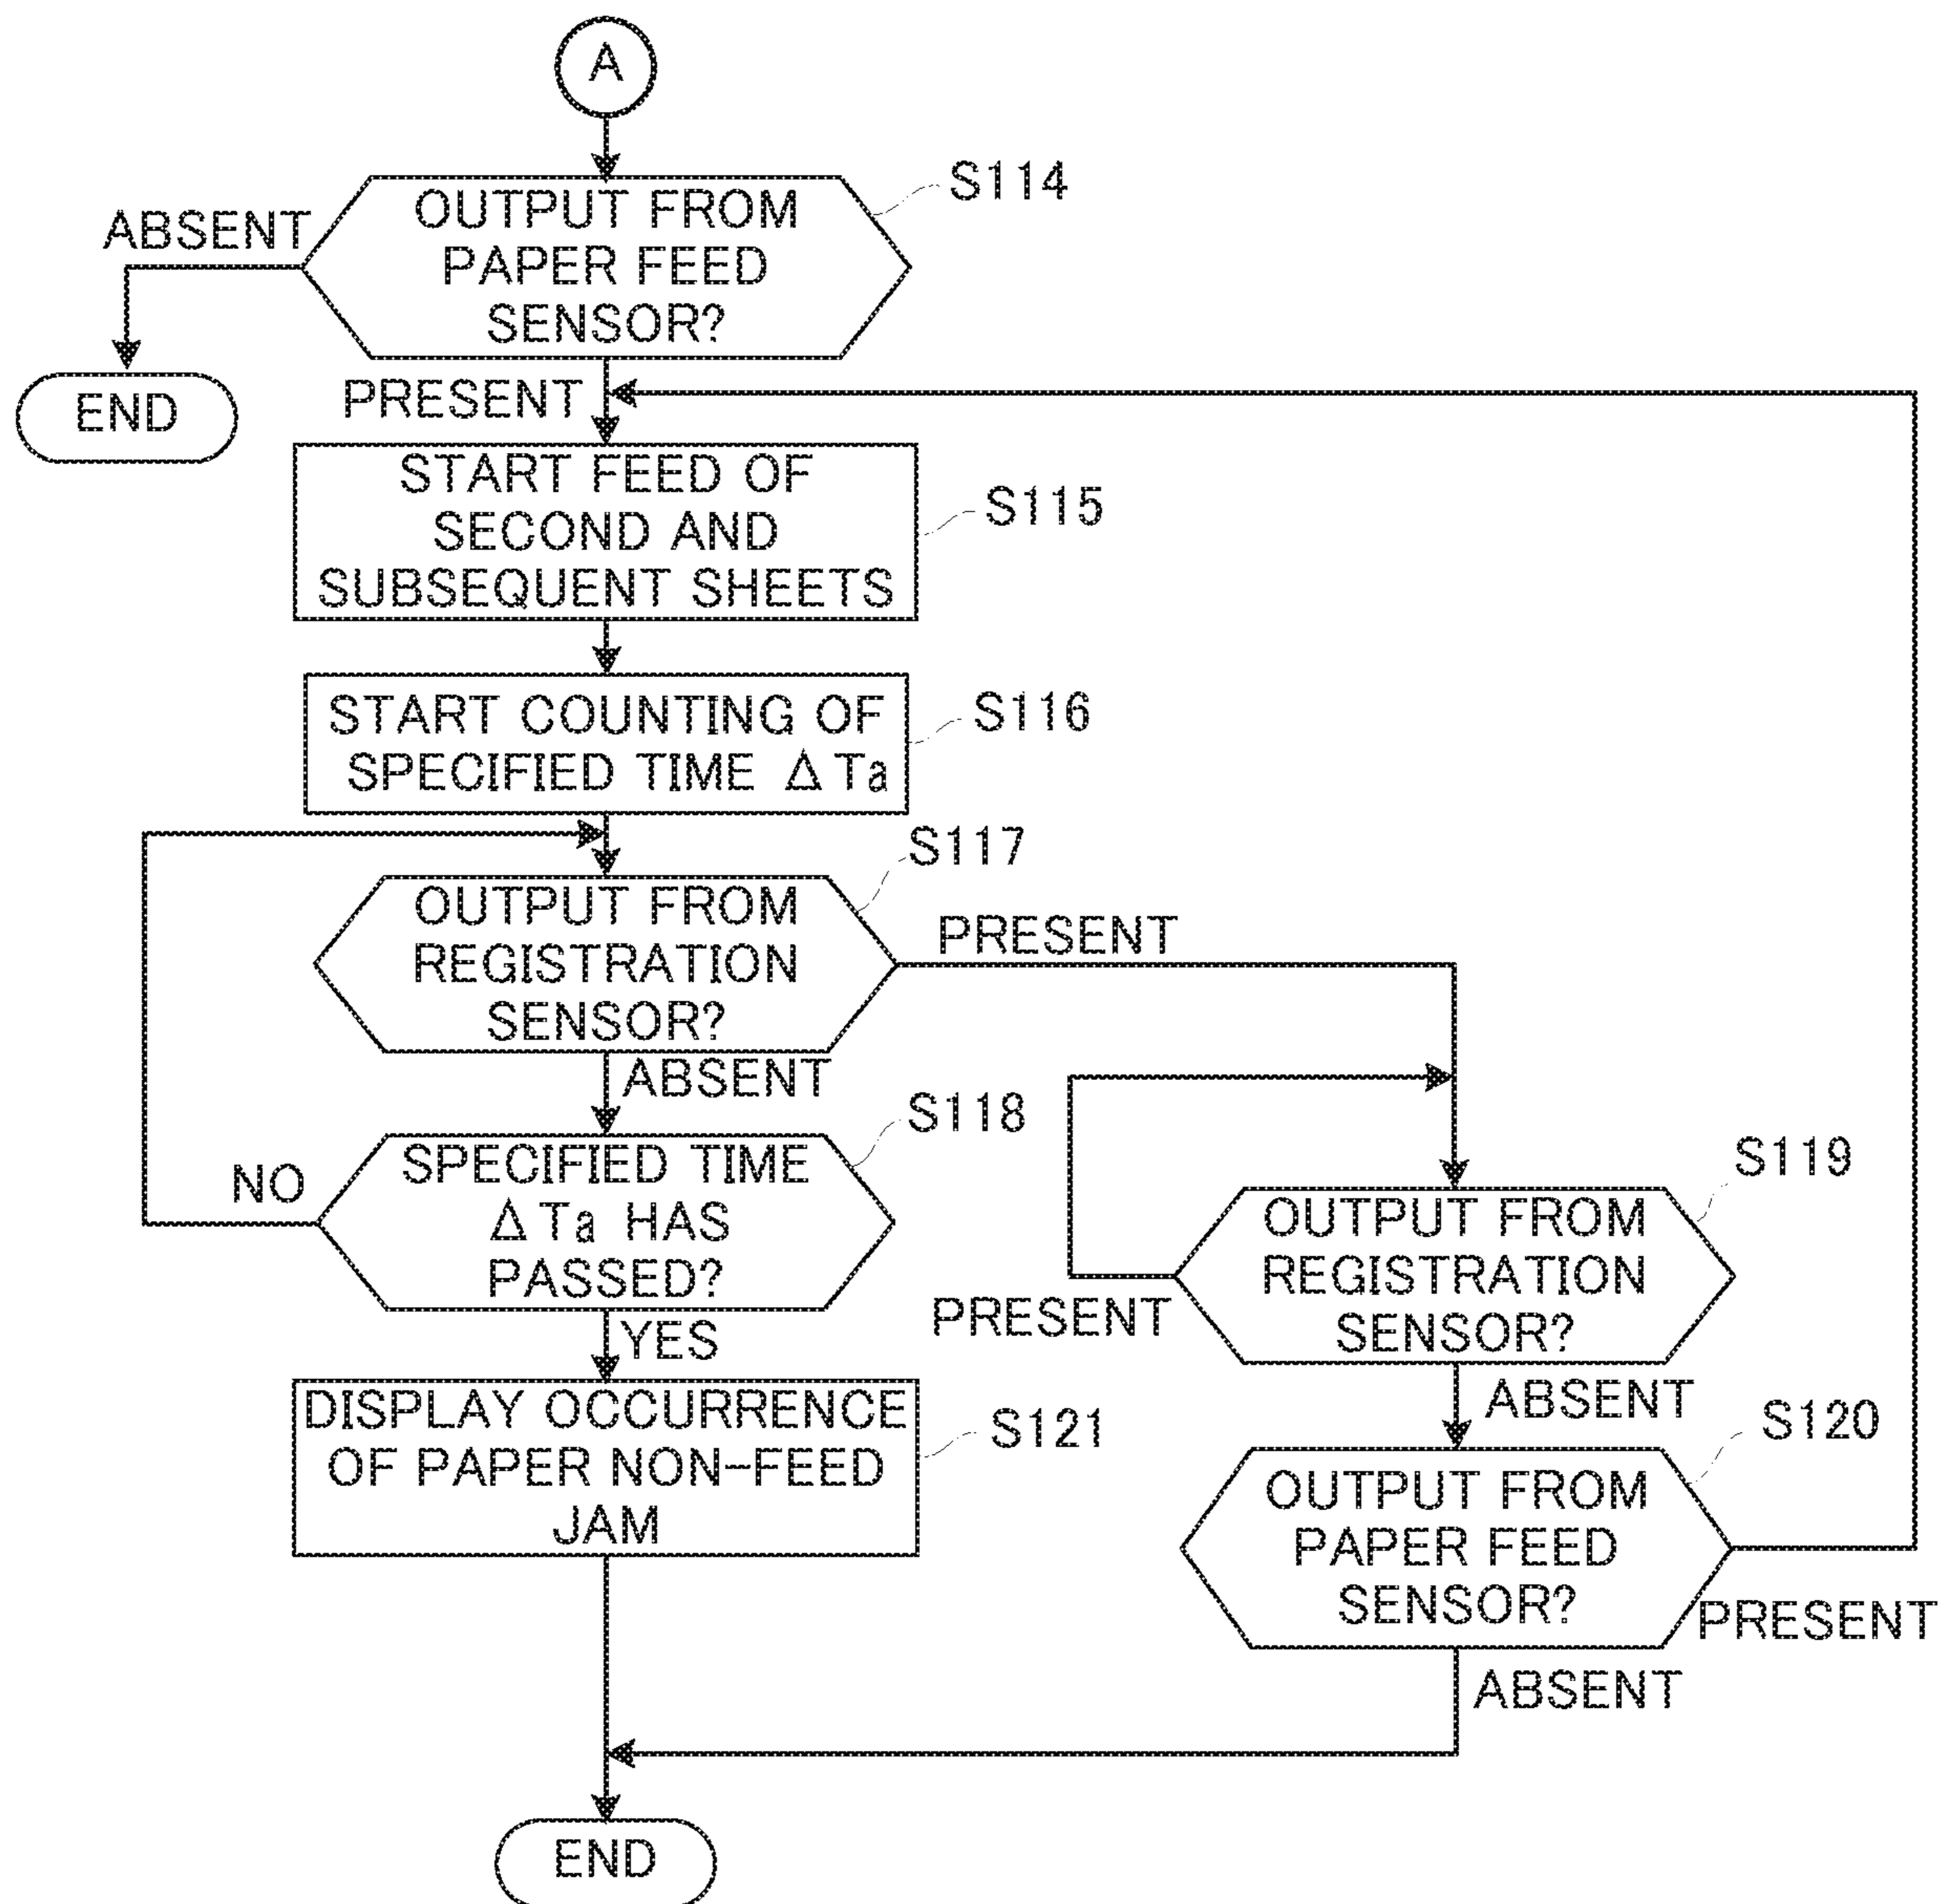 A
OUTPUT FROM
PAPER FEED
SENSOR?
S114
ABSENT
END
PRESENT
START FEED OF
SECOND AND
SUBSEQUENT SHEETS
S115
START COUNTING OF
SPECIFIED TIME ΔTa
S116
OUTPUT FROM
REGISTRATION
SENSOR?
S117
PRESENT
ABSENT
SPECIFIED TIME
ΔTa HAS
PASSED?
S118
NO
YES
OUTPUT FROM
REGISTRATION
SENSOR?
S119
PRESENT
ABSENT
DISPLAY OCCURRENCE
OF PAPER NON-FEED
JAM
S121
OUTPUT FROM
PAPER FEED
SENSOR?
S120
PRESENT
ABSENT
END